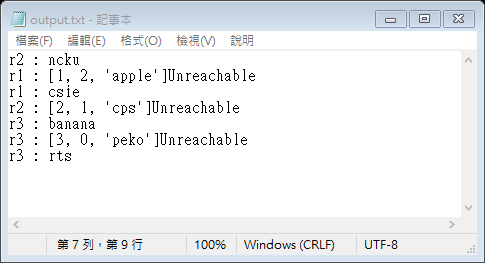 output.txt - 記事本
檔案(F) 編輯(E) 格式(O) 檢視(V) 說明
r2 : ncku
r1 : [1, 2, 'apple']Unreachable
r1 : csie
r2 : [2, 1, 'cps']Unreachable
r3 : banana
r3 : [3, 0, 'peko']Unreachable
r3 : rts
第 7 列，第 9 行 100% Windows (CRLF) UTF-8